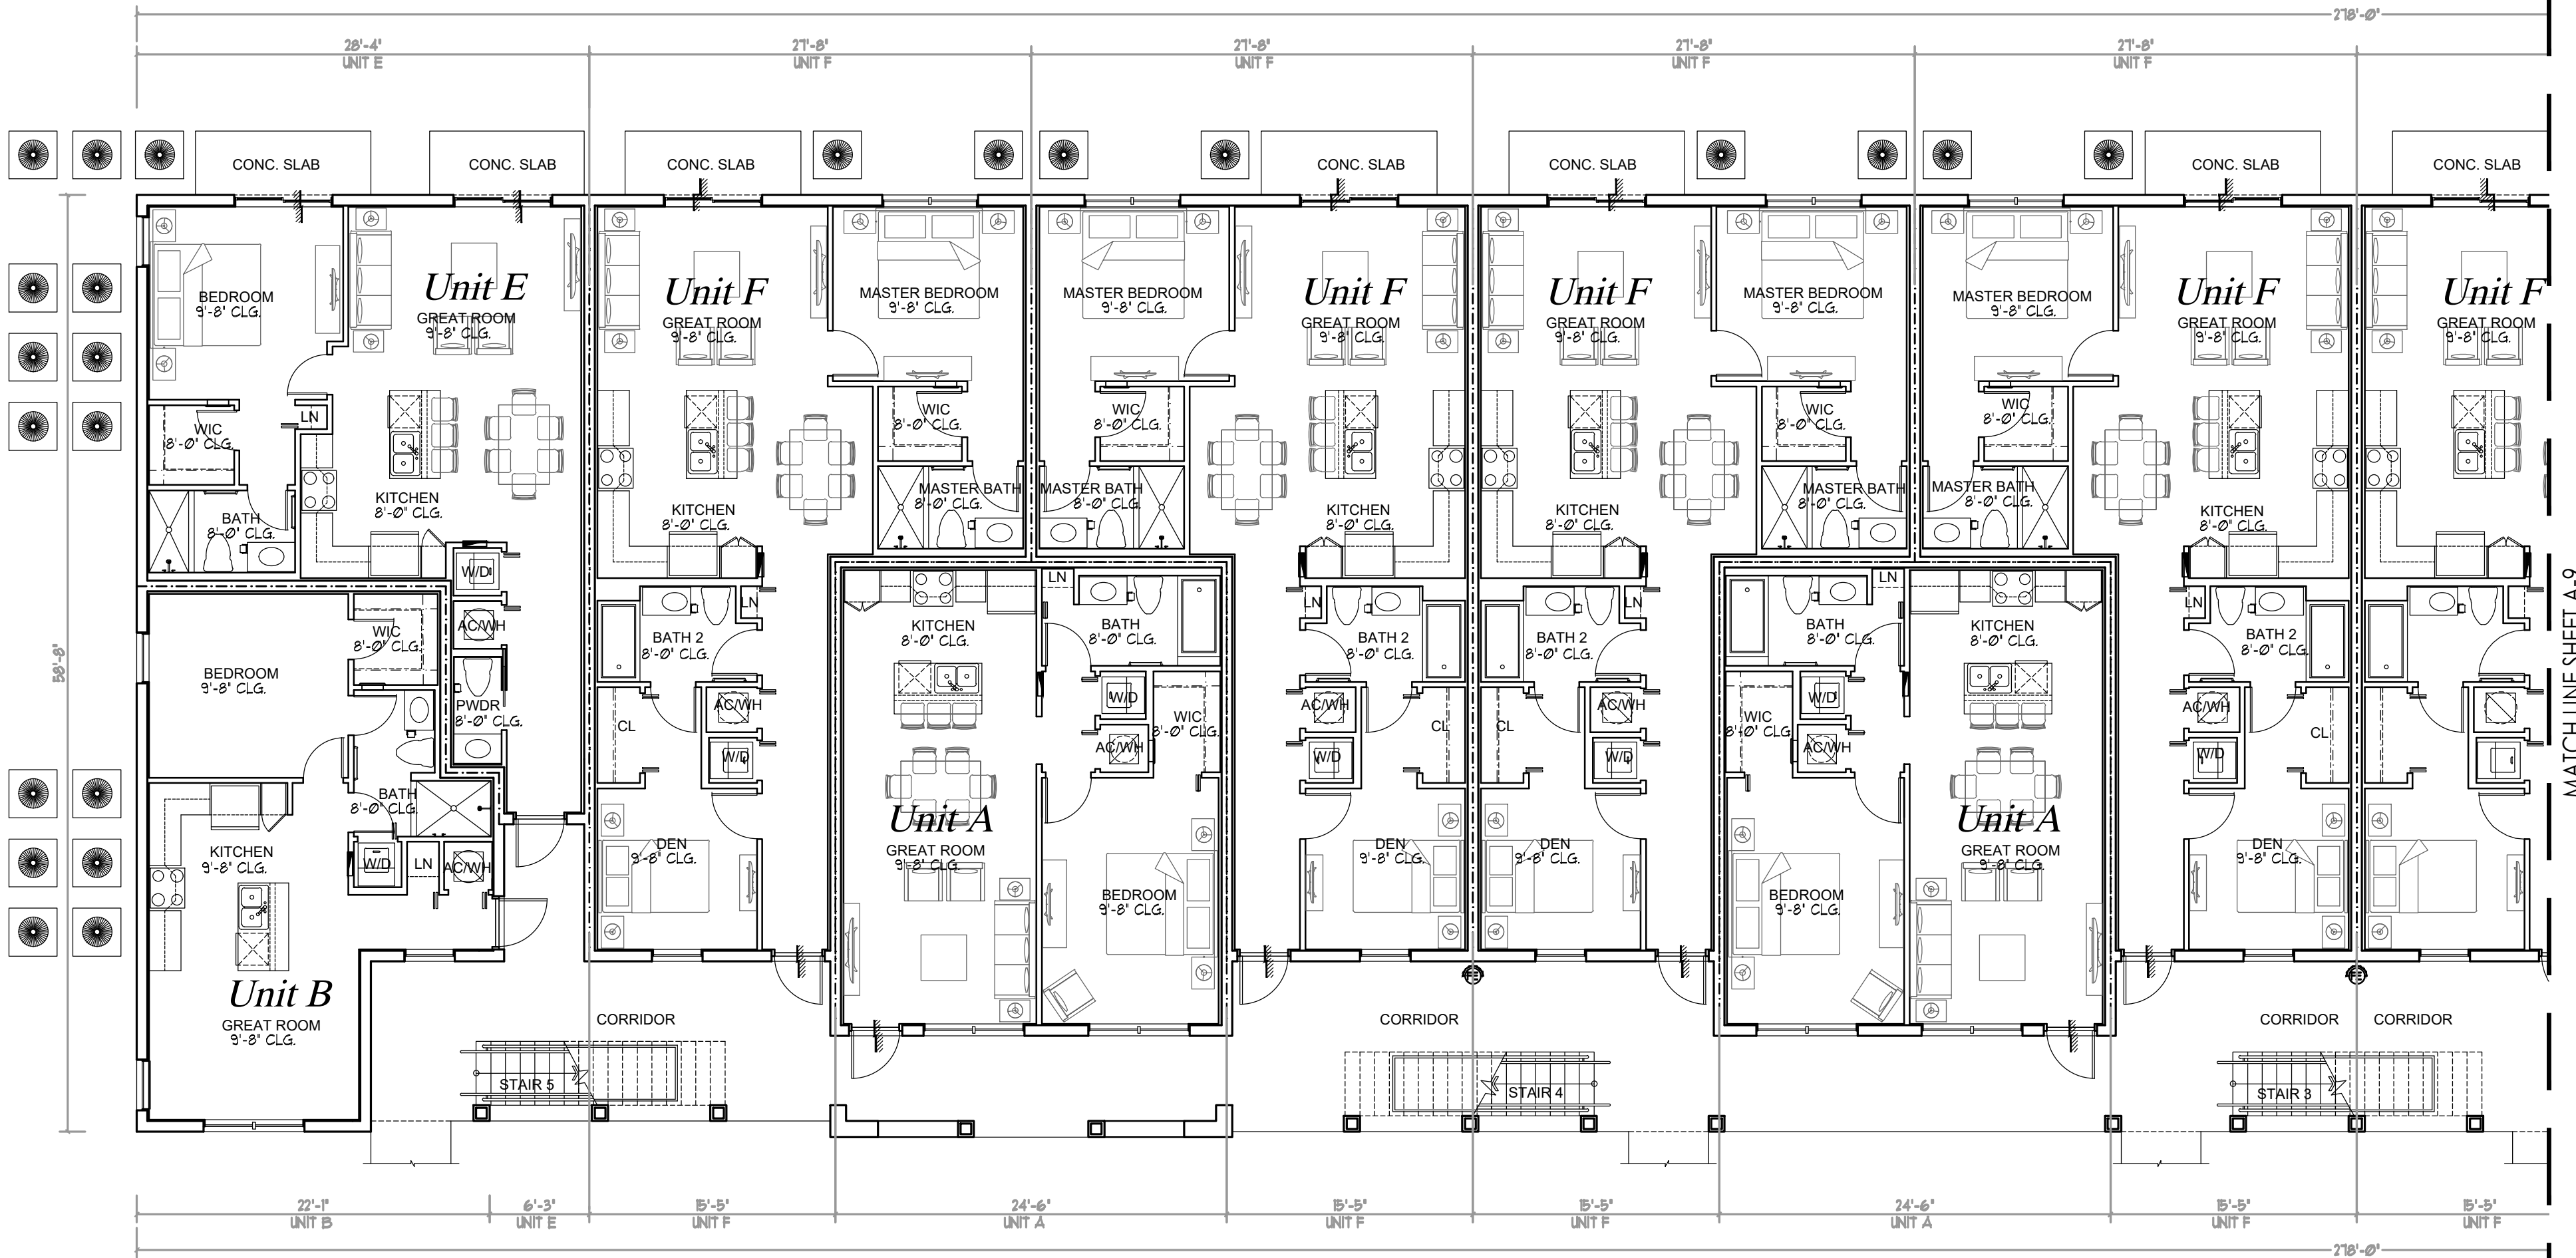 278'-0"
28'-4"
UNIT E
27'-8"
UNIT F
27'-8"
UNIT F
27'-8"
UNIT F
27'-8"
UNIT F
CONC. SLAB
CONC. SLAB
CONC. SLAB
CONC. SLAB
CONC. SLAB
CONC. SLAB
CONC. SLAB
58'-8"
BEDROOM
9'-8" CLG.
Unit E
GREAT ROOM
9'-8" CLG.
WIC
8'-0" CLG.
LN
KITCHEN
8'-0" CLG.
BATH
8'-0" CLG.
W/D
AC/WH
PWDR
8'-0" CLG.
Unit F
GREAT ROOM
9'-8" CLG.
MASTER BEDROOM
9'-8" CLG.
WIC
8'-0" CLG.
MASTER BATH
8'-0" CLG.
KITCHEN
8'-0" CLG.
LN
BATH 2
8'-0" CLG.
CL
AC/WH
W/D
DEN
9'-8" CLG.
MASTER BEDROOM
9'-8" CLG.
WIC
8'-0" CLG.
MASTER BATH
8'-0" CLG.
Unit F
GREAT ROOM
9'-8" CLG.
KITCHEN
8'-0" CLG.
LN
BATH 2
8'-0" CLG.
AC/WH
CL
W/D
DEN
9'-8" CLG.
Unit F
GREAT ROOM
9'-8" CLG.
MASTER BEDROOM
9'-8" CLG.
WIC
8'-0" CLG.
MASTER BATH
8'-0" CLG.
KITCHEN
8'-0" CLG.
LN
BATH 2
8'-0" CLG.
CL
AC/WH
W/D
DEN
9'-8" CLG.
MASTER BEDROOM
9'-8" CLG.
WIC
8'-0" CLG.
MASTER BATH
8'-0" CLG.
Unit F
GREAT ROOM
9'-8" CLG.
KITCHEN
8'-0" CLG.
LN
BATH 2
8'-0" CLG.
AC/WH
CL
W/D
DEN
9'-8" CLG.
Unit F
GREAT ROOM
9'-8" CLG.
MATCH LINE SHEET A-9
BEDROOM
9'-8" CLG.
WIC
8'-0" CLG.
BATH
8'-0" CLG.
KITCHEN
9'-8" CLG.
W/D
LN
AC/WH
Unit B
GREAT ROOM
9'-8" CLG.
KITCHEN
8'-0" CLG.
LN
BATH
8'-0" CLG.
W/D
WIC
8'-0" CLG.
AC/WH
Unit A
GREAT ROOM
9'-8" CLG.
BEDROOM
9'-8" CLG.
LN
BATH
8'-0" CLG.
KITCHEN
8'-0" CLG.
WIC
8'-0" CLG.
W/D
AC/WH
Unit A
GREAT ROOM
9'-8" CLG.
BEDROOM
9'-8" CLG.
CORRIDOR
CORRIDOR
CORRIDOR
CORRIDOR
STAIR 5
STAIR 4
STAIR 3
22'-1"
UNIT B
6'-3"
UNIT E
15'-5"
UNIT F
24'-6"
UNIT A
15'-5"
UNIT F
15'-5"
UNIT F
24'-6"
UNIT A
15'-5"
UNIT F
15'-5"
UNIT F
278'-0"